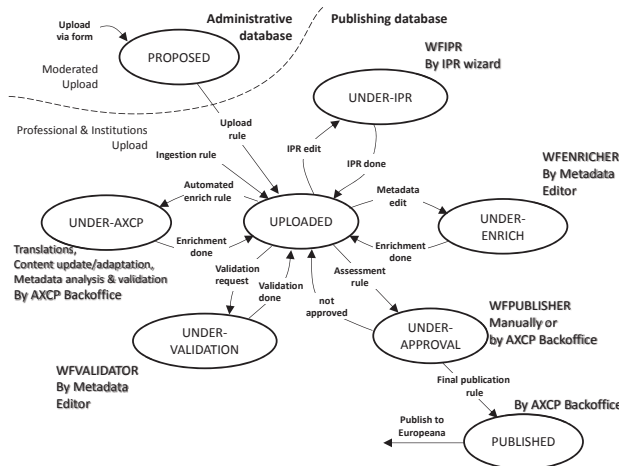 Upload
via form
Administrative
database
Publishing database
PROPOSED
Moderated
Upload
WFIPR
By IPR wizard
UNDER-IPR
Professional & Institutions
Upload
Upload
rule
Ingestion rule
IPR edit
IPR done
WFENRICHER
By Metadata
Editor
Automated
enrich rule
Metadata
edit
UNDER-AXCP
UPLOADED
UNDER-
ENRICH
Enrichment
done
Enrichment
done
Translations,
Content update/adaptation,
Metadata analysis & validation
By AXCP Backoffice
Validation
request
Validation
done
not
approved
Assessment
rule
WFPUBLISHER
Manually or
by AXCP Backoffice
UNDER-
VALIDATION
UNDER-
APPROVAL
WFVALIDATOR
By Metadata
Editor
Final publication
rule
By AXCP Backoffice
Publish to
Europeana
PUBLISHED